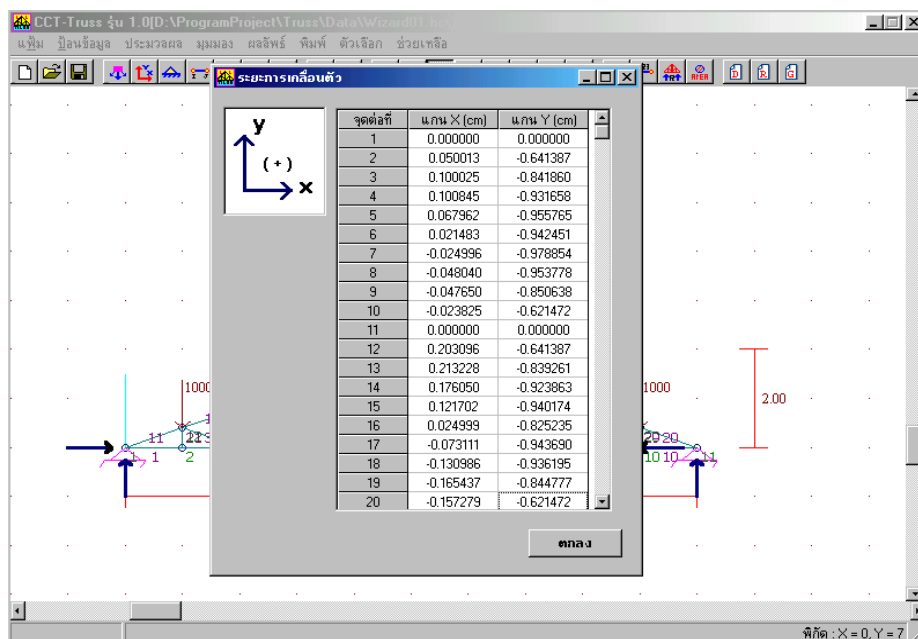 CCT-Truss รุ่น 1.0[D:\ProgramProject\Truss\Data\Wizard01.
แฟ้ม ป้อนข้อมูล ประมวลผล มุมมอง ผลลัพธ์ พิมพ์ ตัวเลือก ช่วยเหลือ
ระยะการเคลื่อนตัว
D R G
y
(+)
x
จุดต่อที่ แกน X (cm) แกน Y (cm)
1 0.000000 0.000000
2 0.050013 -0.641387
3 0.100025 -0.841860
4 0.100845 -0.931658
5 0.067962 -0.955765
6 0.021483 -0.942451
7 -0.024996 -0.978854
8 -0.048040 -0.953778
9 -0.047650 -0.850638
10 -0.023825 -0.621472
11 0.000000 0.000000
12 0.203096 -0.641387
13 0.213228 -0.839261
14 0.176050 -0.923863
15 0.121702 -0.940174
16 0.024999 -0.825235
17 -0.073111 -0.943690
18 -0.130986 -0.936195
19 -0.165437 -0.844777
20 -0.157279 -0.621472
1000 1000
2.00
11 20
1 1 2 10 10 11
ตกลง
พิกัด : X = 0, Y = 7